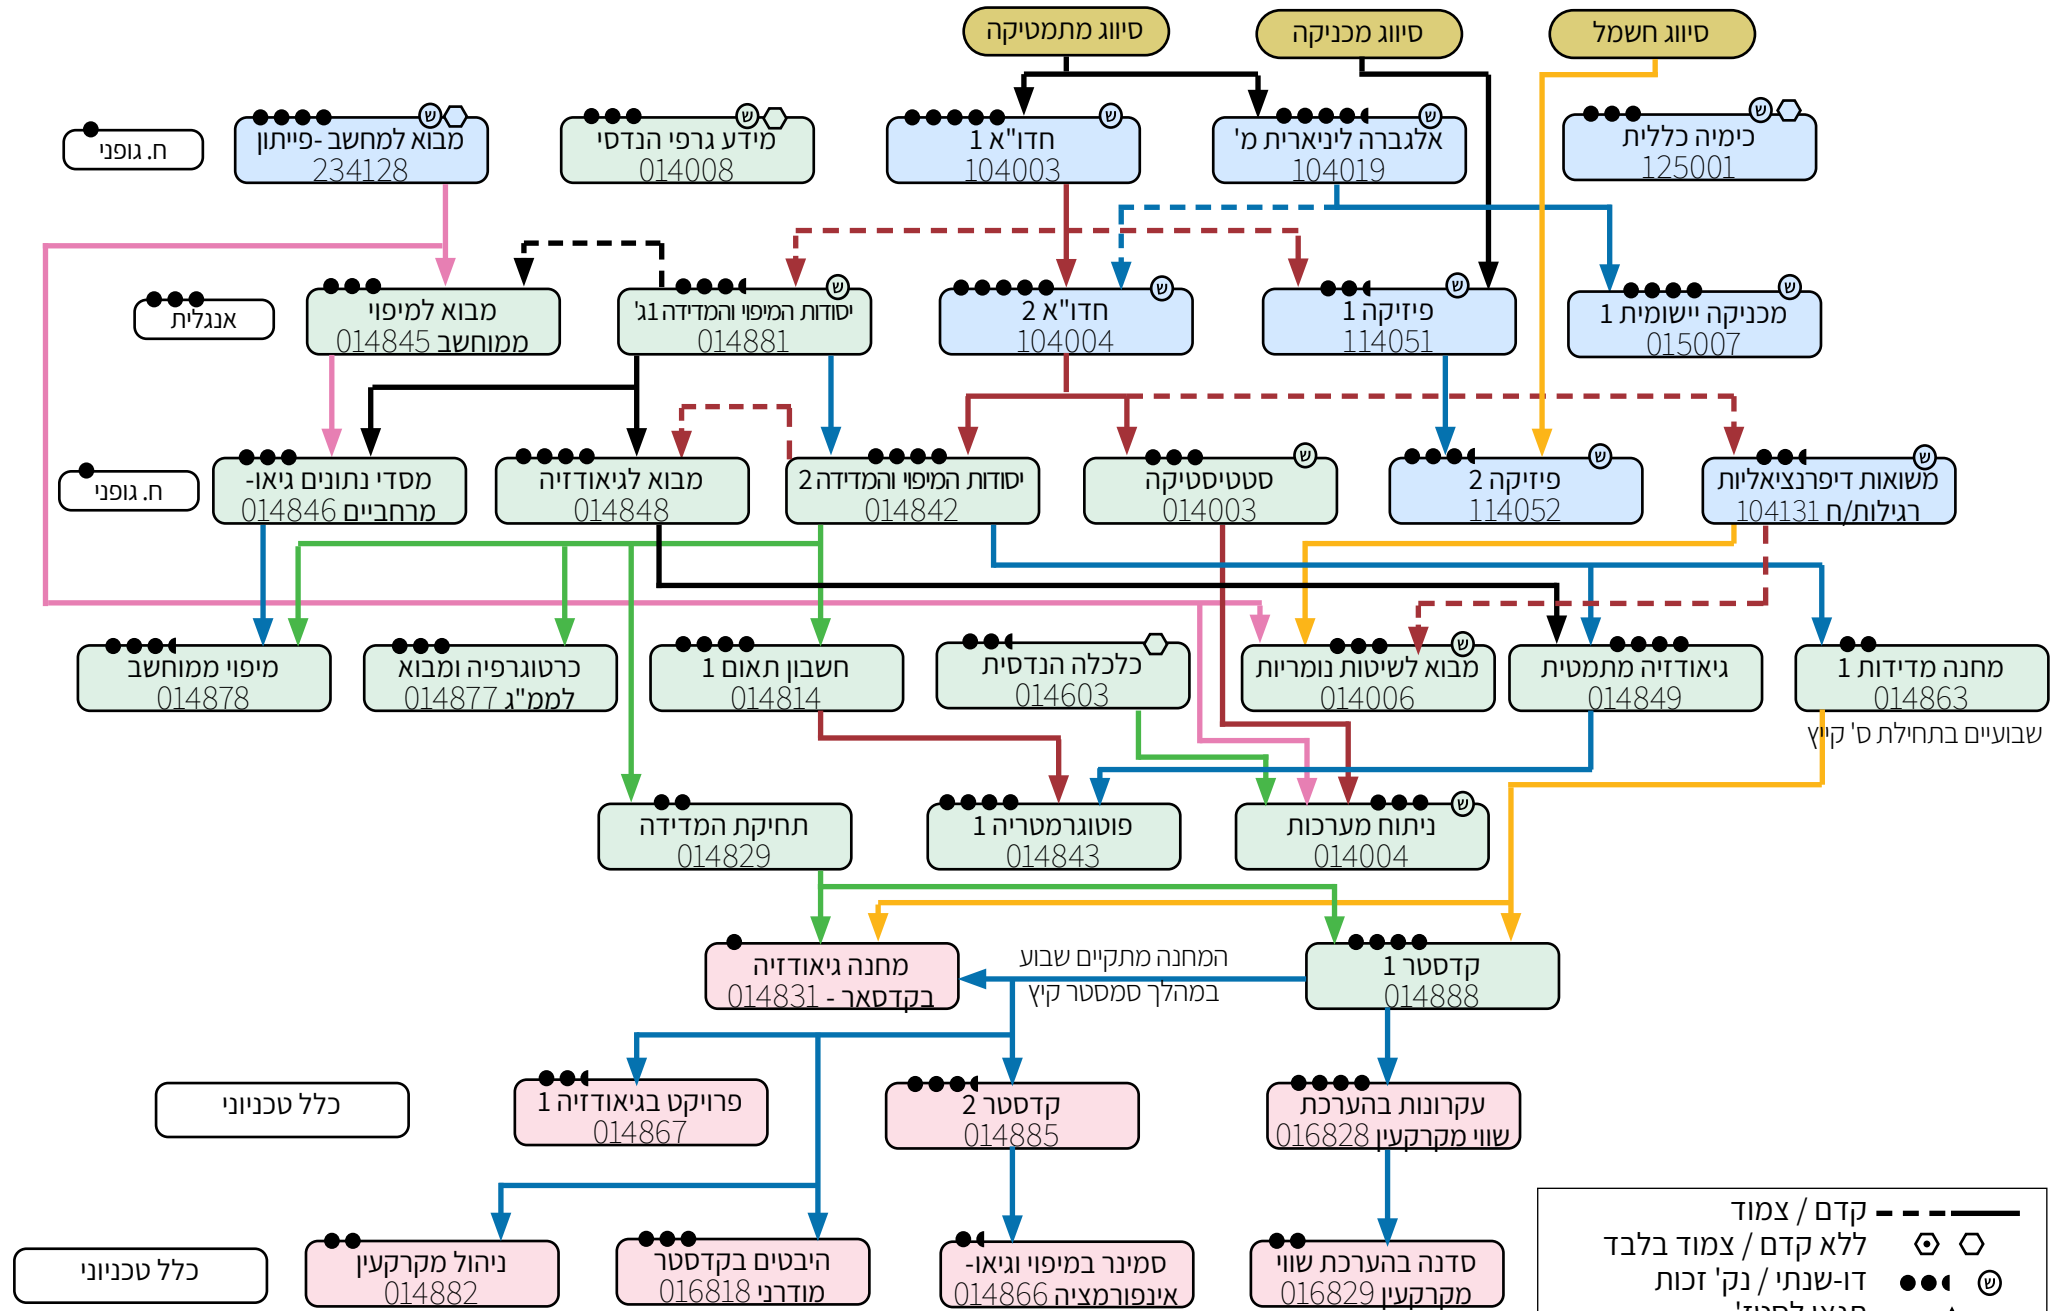 סיווג חשמל
סיווג מכניקה
סיווג מתמטיקה
כימיה כללית
125001
ש
אלגברה ליניארית מ'
104019
ש
חדו"א 1
104003
ש
מידע גרפי הנדסי
014008
ש
מבוא למחשב -פייתון
234128
ש
ח. גופני
מכניקה יישומית 1
015007
ש
פיזיקה 1
114051
ש
חדו"א 2
104004
ש
יסודות המיפוי והמדידה 1ג'
014881
ש
מבוא למיפוי
ממוחשב 014845
אנגלית
משואות דיפרנציאליות
רגילות/ח 104131
ש
פיזיקה 2
114052
ש
סטטיסטיקה
014003
ש
יסודות המיפוי והמדידה 2
014842
מבוא לגיאודזיה
014848
מסדי נתונים גיאו-
מרחביים 014846
ח. גופני
מחנה מדידות 1
014863
שבועיים בתחילת ס' קייץ
גיאודזיה מתמטית
014849
מבוא לשיטות נומריות
014006
ש
כלכלה הנדסית
014603
חשבון תאום 1
014814
כרטוגרפיה ומבוא
לממ"ג 014877
מיפוי ממוחשב
014878
ניתוח מערכות
014004
ש
פוטוגרמטריה 1
014843
תחיקת המדידה
014829
קדסטר 1
014888
המחנה מתקיים שבוע
במהלך סמסטר קיץ
מחנה גיאודזיה
בקדסאר - 014831
עקרונות בהערכת
שווי מקרקעין 016828
קדסטר 2
014885
פרויקט בגיאודזיה 1
014867
כלל טכניוני
סדנה בהערכת שווי
מקרקעין 016829
סמינר במיפוי וגיאו-
אינפורמציה 014866
היבטים בקדסטר
מודרני 016818
ניהול מקרקעין
014882
כלל טכניוני
קדם / צמוד
ללא קדם / צמוד בלבד
דו-שנתי / נק' זכות
ש